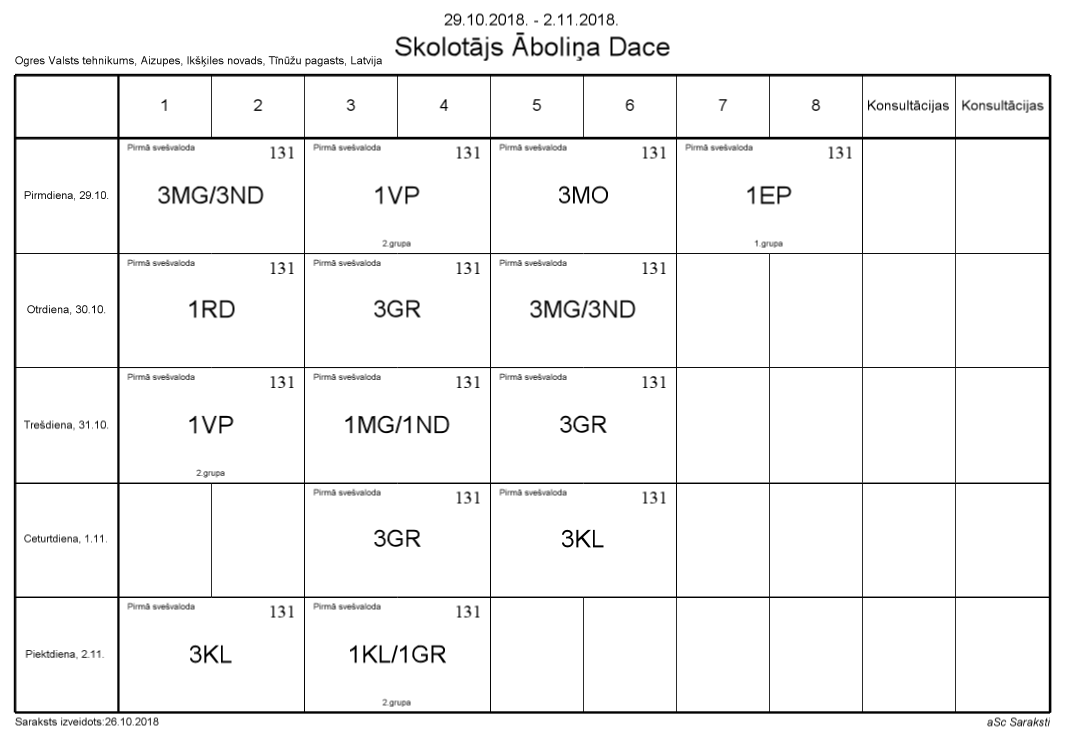 29.10.2018. - 2.11.2018.
Skolotājs Āboliņa Dace
Ogres Valsts tehnikums, Aizupes, Ikšķiles novads, Tīnūžu pagasts, Latvija
1 2 3 4 5 6 7 8 Konsultācijas Konsultācijas
Pirmā svešvaloda 131 Pirmā svešvaloda 131 Pirmā svešvaloda 131 Pirmā svešvaloda 131
Pirmdiena, 29.10. 3MG/3ND 1VP 3MO 1EP
2.grupa 1.grupa
Pirmā svešvaloda 131 Pirmā svešvaloda 131 Pirmā svešvaloda 131
Otrdiena, 30.10. 1RD 3GR 3MG/3ND
Pirmā svešvaloda 131 Pirmā svešvaloda 131 Pirmā svešvaloda 131
Trešdiena, 31.10. 1VP 1MG/1ND 3GR
2.grupa
Pirmā svešvaloda 131 Pirmā svešvaloda 131
Ceturtdiena, 1.11. 3GR 3KL
Pirmā svešvaloda 131 Pirmā svešvaloda 131
Piektdiena, 2.11. 3KL 1KL/1GR
2.grupa
Saraksts izveidots:26.10.2018 aSc Saraksti